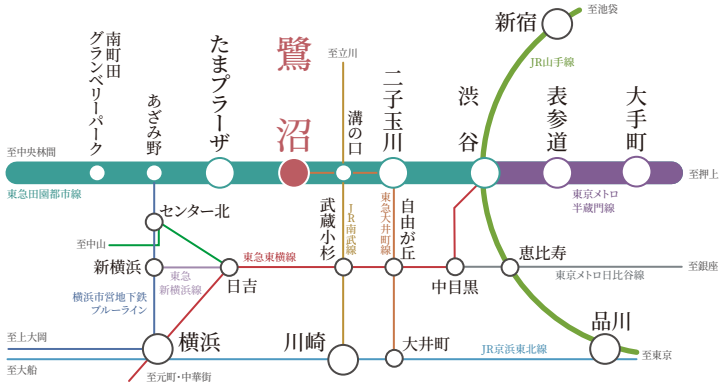 新宿
至池袋
JR山手線
南町田
グランベリーパーク
あざみ野
たまプラーザ
鷺沼
至立川
溝の口
二子玉川
渋谷
表参道
大手町
至中央林間
東急田園都市線
至押上
東京メトロ
半蔵門線
センター北
至中山
新横浜
東急
新横浜線
日吉
東急東横線
武蔵小杉
JR南武線
東急大井町線
自由が丘
中目黒
恵比寿
至銀座
東京メトロ日比谷線
横浜市営地下鉄
ブルーライン
至上大岡
横浜
川崎
大井町
JR京浜東北線
品川
至東京
至大船
至元町・中華街